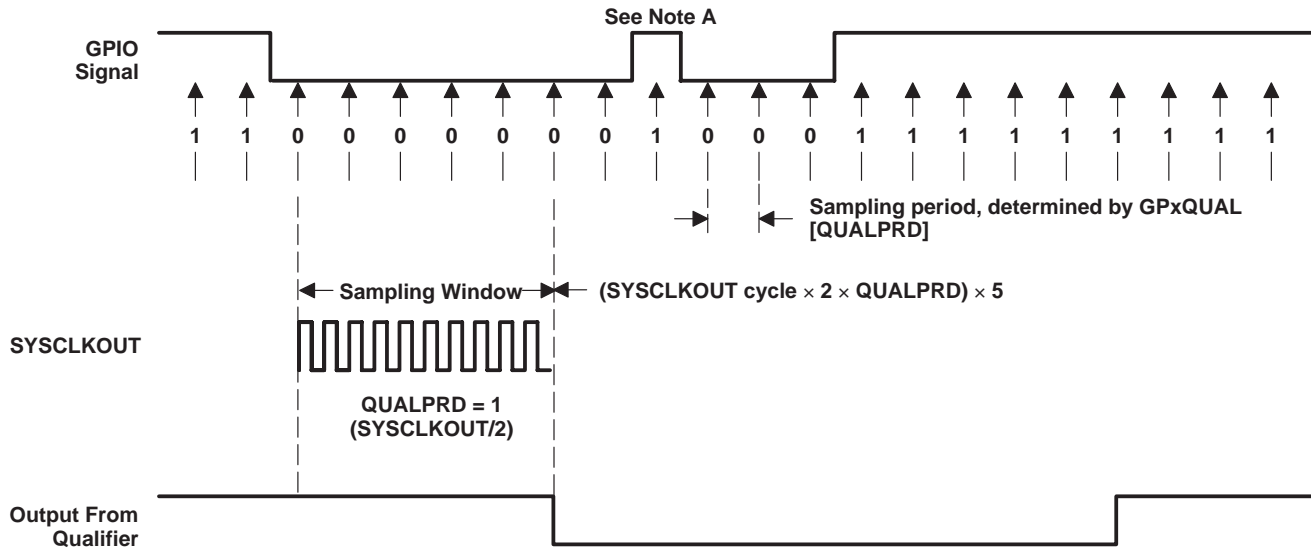 See Note A
GPIO
Signal
1 1 0 0 0 0 0 0 0 1 0 0 0 1 1 1 1 1 1 1 1 1
Sampling period, determined by GPxQUAL
[QUALPRD]
Sampling Window
(SYSCLKOUT cycle × 2 × QUALPRD) × 5
SYSCLKOUT
QUALPRD = 1
(SYSCLKOUT/2)
Output From
Qualifier